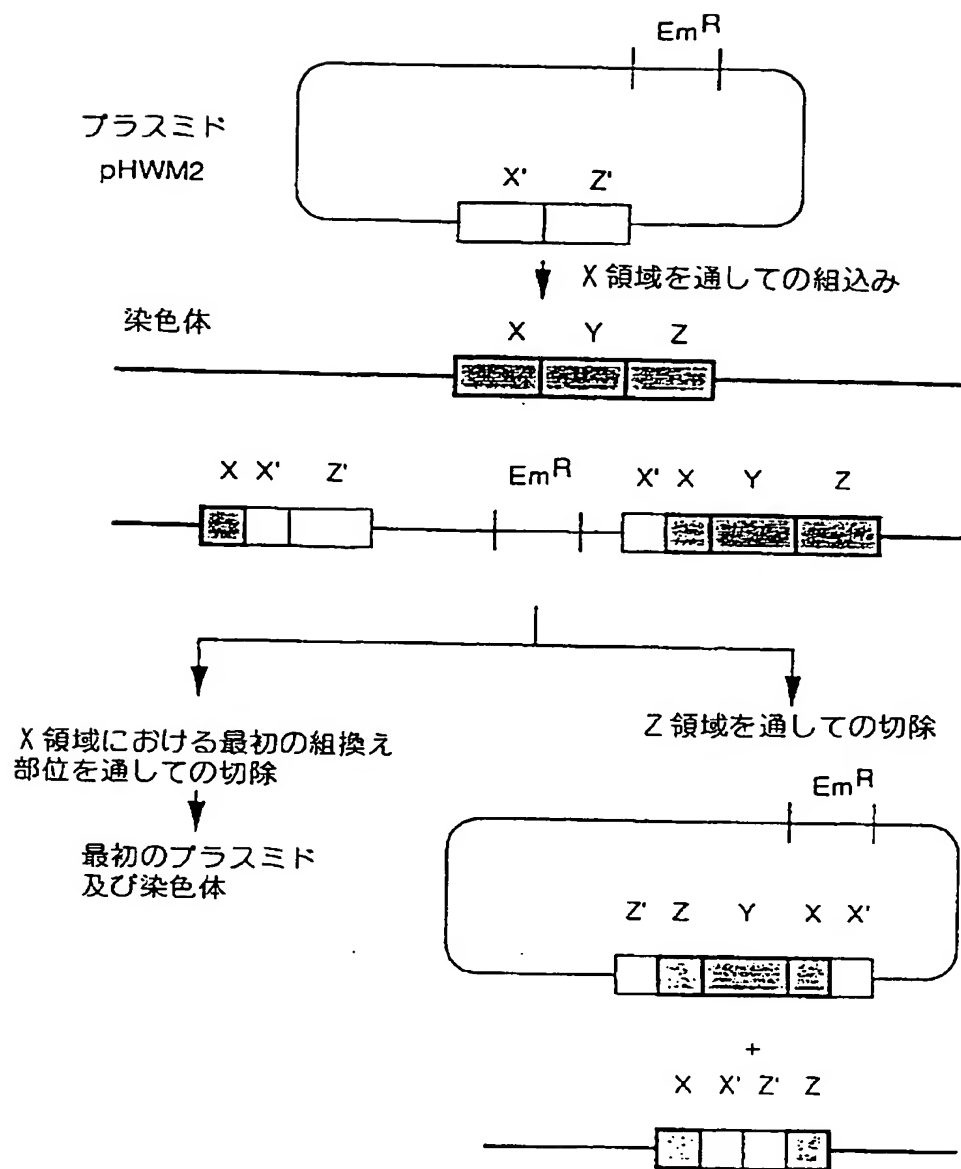 Em^R
プラスミド
pHWM2
X' Z'
X 領域を通しての組込み
染色体
X Y Z
X X' Z' Em^R X' X Y Z
X 領域における最初の組換え
部位を通しての切除
Z 領域を通しての切除
最初のプラスミド
及び染色体
Em^R
Z' Z Y X X'
+
X X' Z' Z